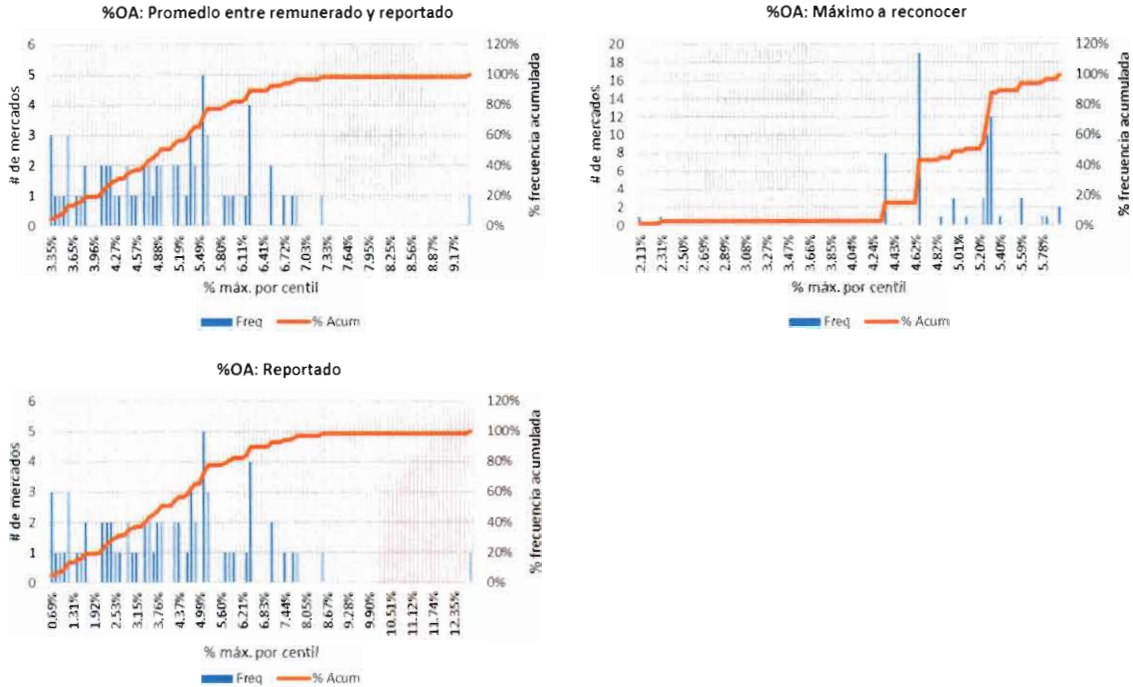 %OA: Promedio entre remunerado y reportado
6
5
4
3
2
1
0
# de mercados
120%
100%
80%
60%
40%
20%
0%
% frecuencia acumulada
3.35% 3.65% 3.96% 4.27% 4.57% 4.88% 5.19% 5.49% 5.80% 6.11% 6.41% 6.72% 7.03% 7.33% 7.64% 7.95% 8.25% 8.56% 8.87% 9.17%
% máx. por centil
Freq % Acum
%OA: Máximo a reconocer
20
18
16
14
12
10
8
6
4
2
0
# de mercados
120%
100%
80%
60%
40%
20%
0%
% frecuencia acumulada
2.11% 2.31% 2.50% 2.69% 2.89% 3.08% 3.27% 3.47% 3.66% 3.85% 4.04% 4.24% 4.43% 4.62% 4.82% 5.01% 5.20% 5.40% 5.59% 5.78%
% máx. por centil
Freq % Acum
%OA: Reportado
6
5
4
3
2
1
0
# de mercados
120%
100%
80%
60%
40%
20%
0%
% frecuencia acumulada
0.69% 1.31% 1.92% 2.53% 3.15% 3.76% 4.37% 4.99% 5.60% 6.21% 6.83% 7.44% 8.05% 8.67% 9.28% 9.90% 10.51% 11.12% 11.74% 12.35%
% máx. por centil
Freq % Acum